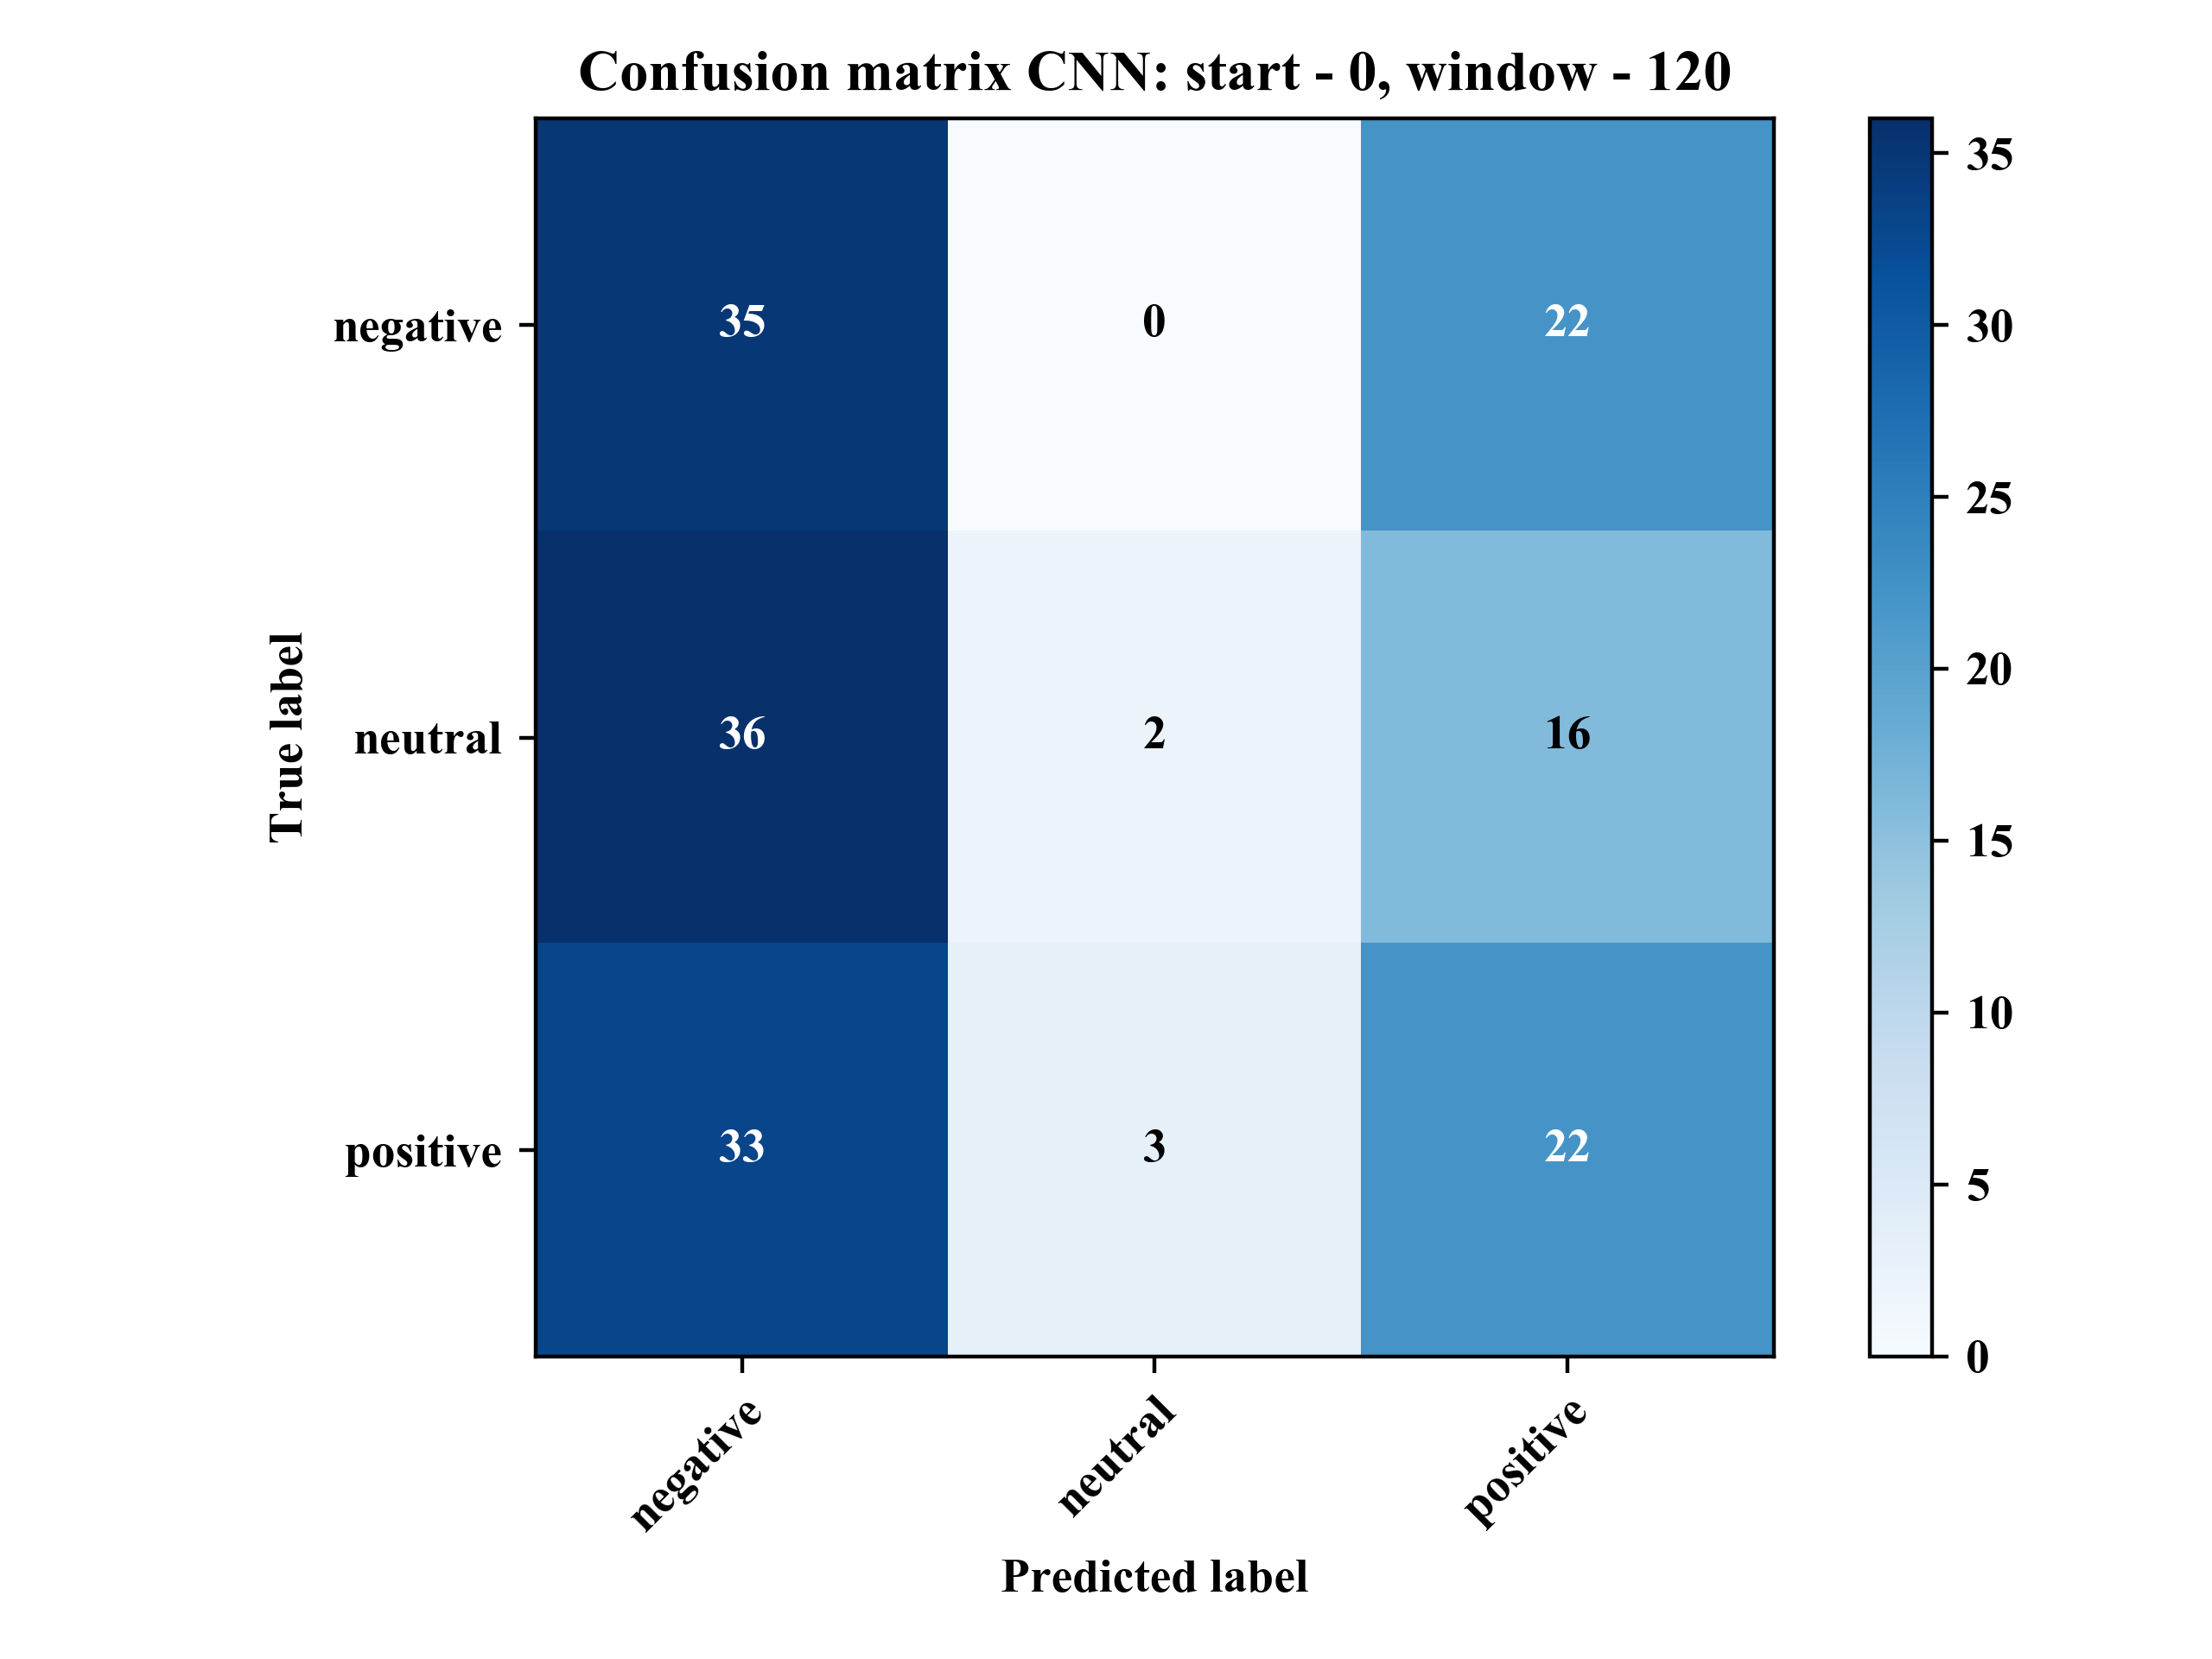 Confusion matrix CNN: start - 0, window - 120
True label
negative
35
0
22
neutral
36
2
16
positive
33
3
22
negative
neutral
positive
Predicted label
35
30
25
20
15
10
5
0